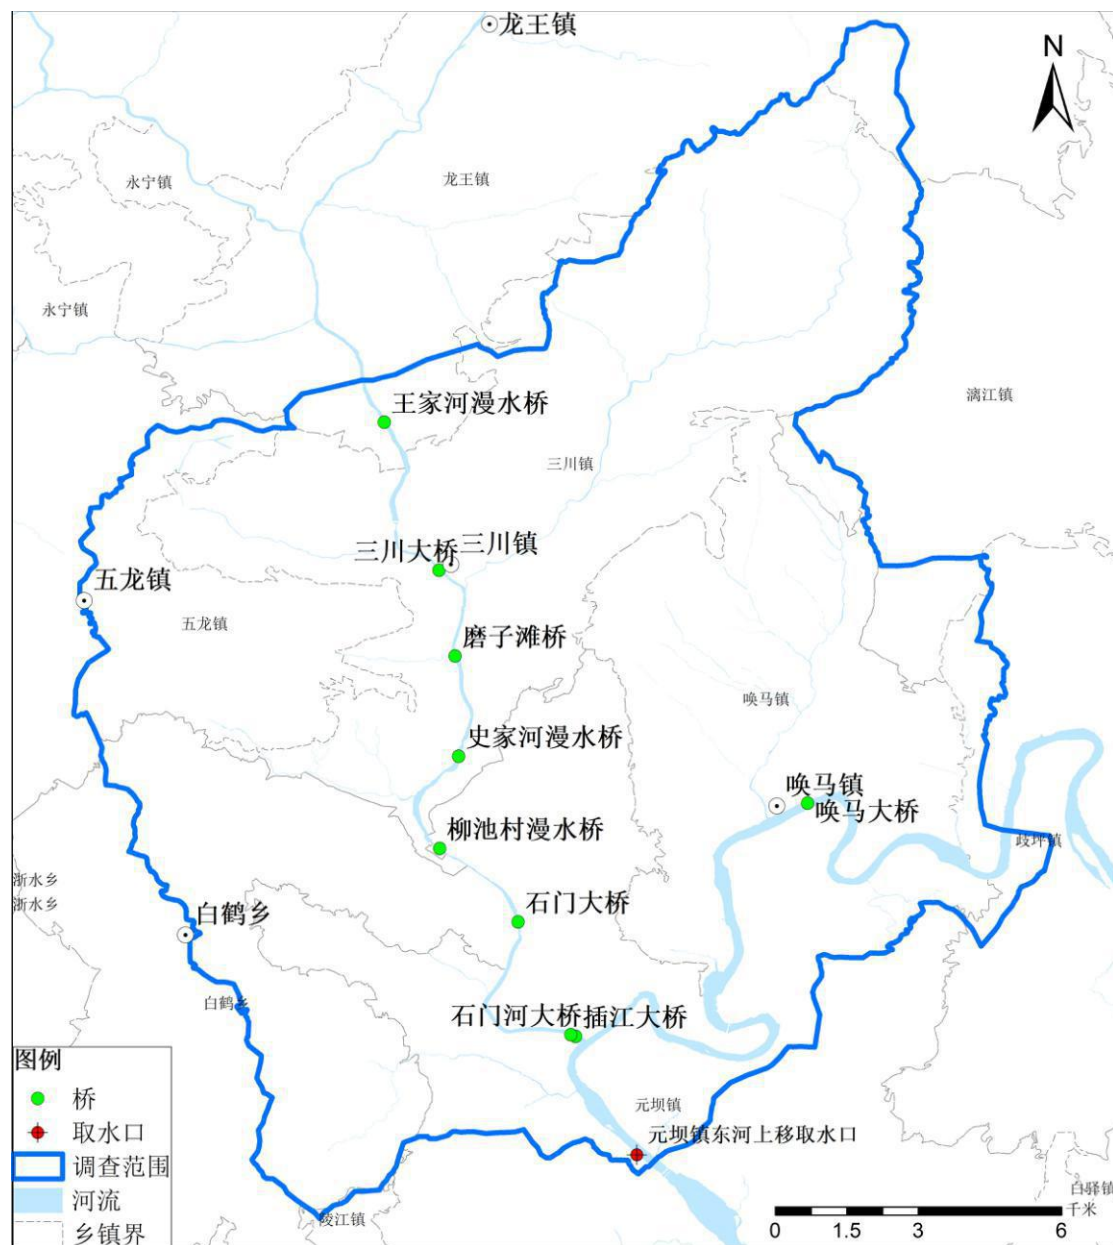 龙王镇
N
永宁镇
龙王镇
永宁镇
漓江镇
王家河漫水桥
三川镇
三川大桥
三川镇
五龙镇
五龙镇
磨子滩桥
唤马镇
史家河漫水桥
唤马镇
唤马大桥
柳池村漫水桥
歧坪镇
浙水乡
浙水乡
白鹤乡
石门大桥
白鹤乡
石门河大桥
插江大桥
图例
桥
取水口
调查范围
河流
乡镇界
元坝镇
元坝镇东河上移取水口
陵江镇
白驿镇
千米
0 1.5 3 6